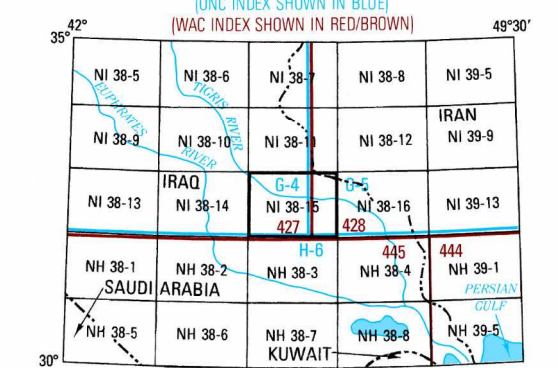 (ONC INDEX SHOWN IN BLUE)
(WAC INDEX SHOWN IN RED/BROWN)
42° 49°30'
35°
NI 38-5 NI 38-6 NI 38-7 NI 38-8 NI 39-5
EUPHRATES RIVER
TIGRIS RIVER
IRAN
NI 38-9 NI 38-10 NI 38-11 NI 38-12 NI 39-9
IRAQ G-4 G-5
NI 38-13 NI 38-14 NI 38-15 NI 38-16 NI 39-13
427 428
H-6 445 444
NH 38-1 NH 38-2 NH 38-3 NH 38-4 NH 39-1
SAUDI ARABIA
PERSIAN
GULF
NH 38-5 NH 38-6 NH 38-7 NH 38-8 NH 39-5
KUWAIT
30°